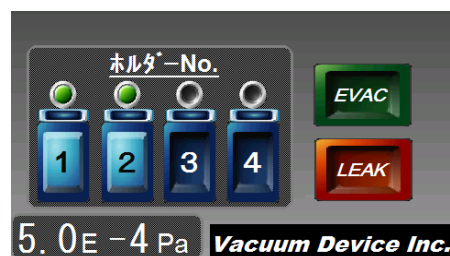 ﾎﾙﾀﾞｰNo.
1 2 3 4
EVAC
LEAK
5.0E-4 Pa
Vacuum Device Inc.